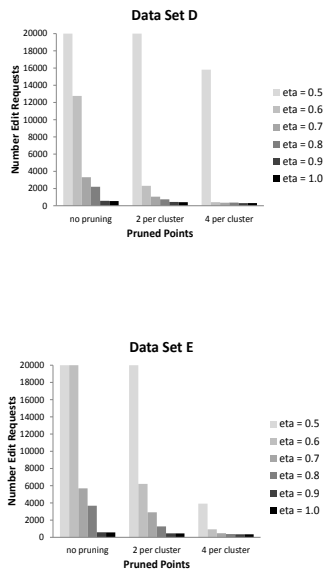 Data Set D
Number Edit Requests
20000
18000
16000
14000
12000
10000
8000
6000
4000
2000
0
no pruning 2 per cluster 4 per cluster
Pruned Points
eta = 0.5
eta = 0.6
eta = 0.7
eta = 0.8
eta = 0.9
eta = 1.0
Data Set E
Number Edit Requests
20000
18000
16000
14000
12000
10000
8000
6000
4000
2000
0
no pruning 2 per cluster 4 per cluster
Pruned Points
eta = 0.5
eta = 0.6
eta = 0.7
eta = 0.8
eta = 0.9
eta = 1.0